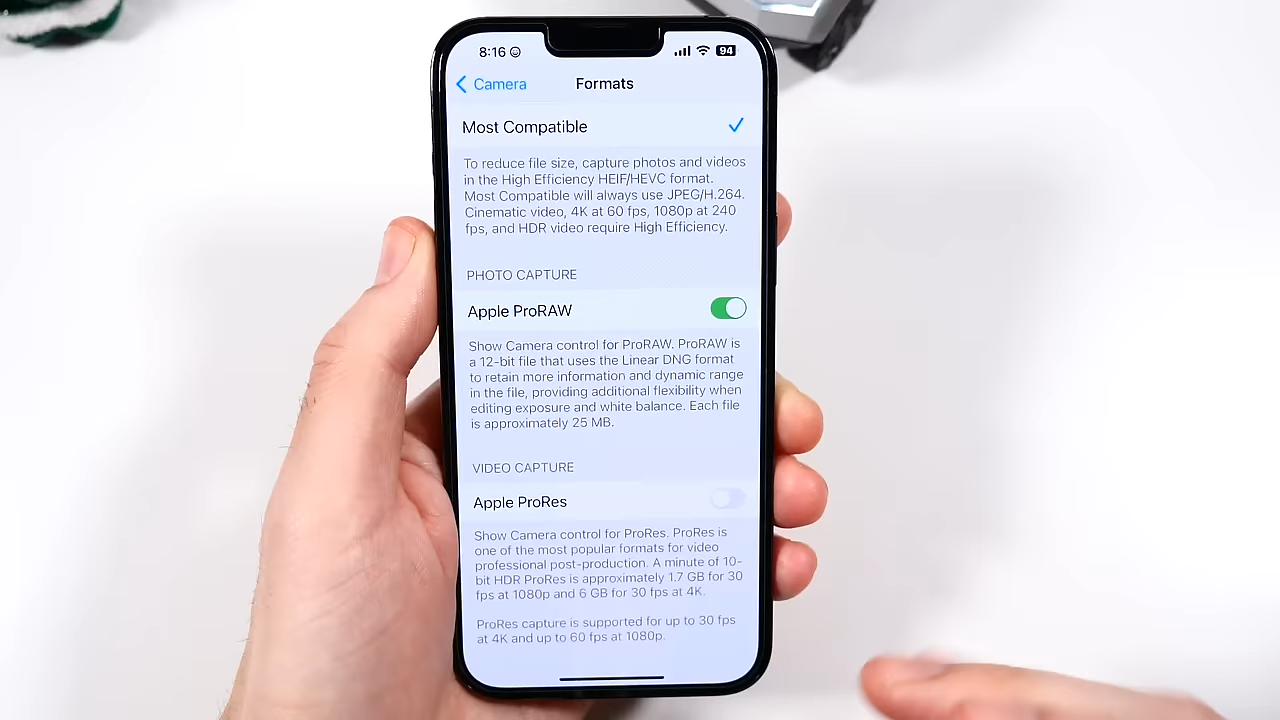 8:16 94
Camera Formats
Most Compatible
To reduce file size, capture photos and videos
in the High Efficiency HEIF/HEVC format.
Most Compatible will always use JPEG/H.264.
Cinematic video, 4K at 60 fps, 1080p at 240
fps, and HDR video require High Efficiency.
PHOTO CAPTURE
Apple ProRAW
Show Camera control for ProRAW. ProRAW is
a 12-bit file that uses the Linear DNG format
to retain more information and dynamic range
in the file, providing additional flexibility when
editing exposure and white balance. Each file
is approximately 25 MB.
VIDEO CAPTURE
Apple ProRes
Show Camera control for ProRes. ProRes is
one of the most popular formats for video
professional post-production. A minute of 10-
bit HDR ProRes is approximately 1.7 GB for 30
fps at 1080p and 6 GB for 30 fps at 4K.
ProRes capture is supported for up to 30 fps
at 4K and up to 60 fps at 1080p.